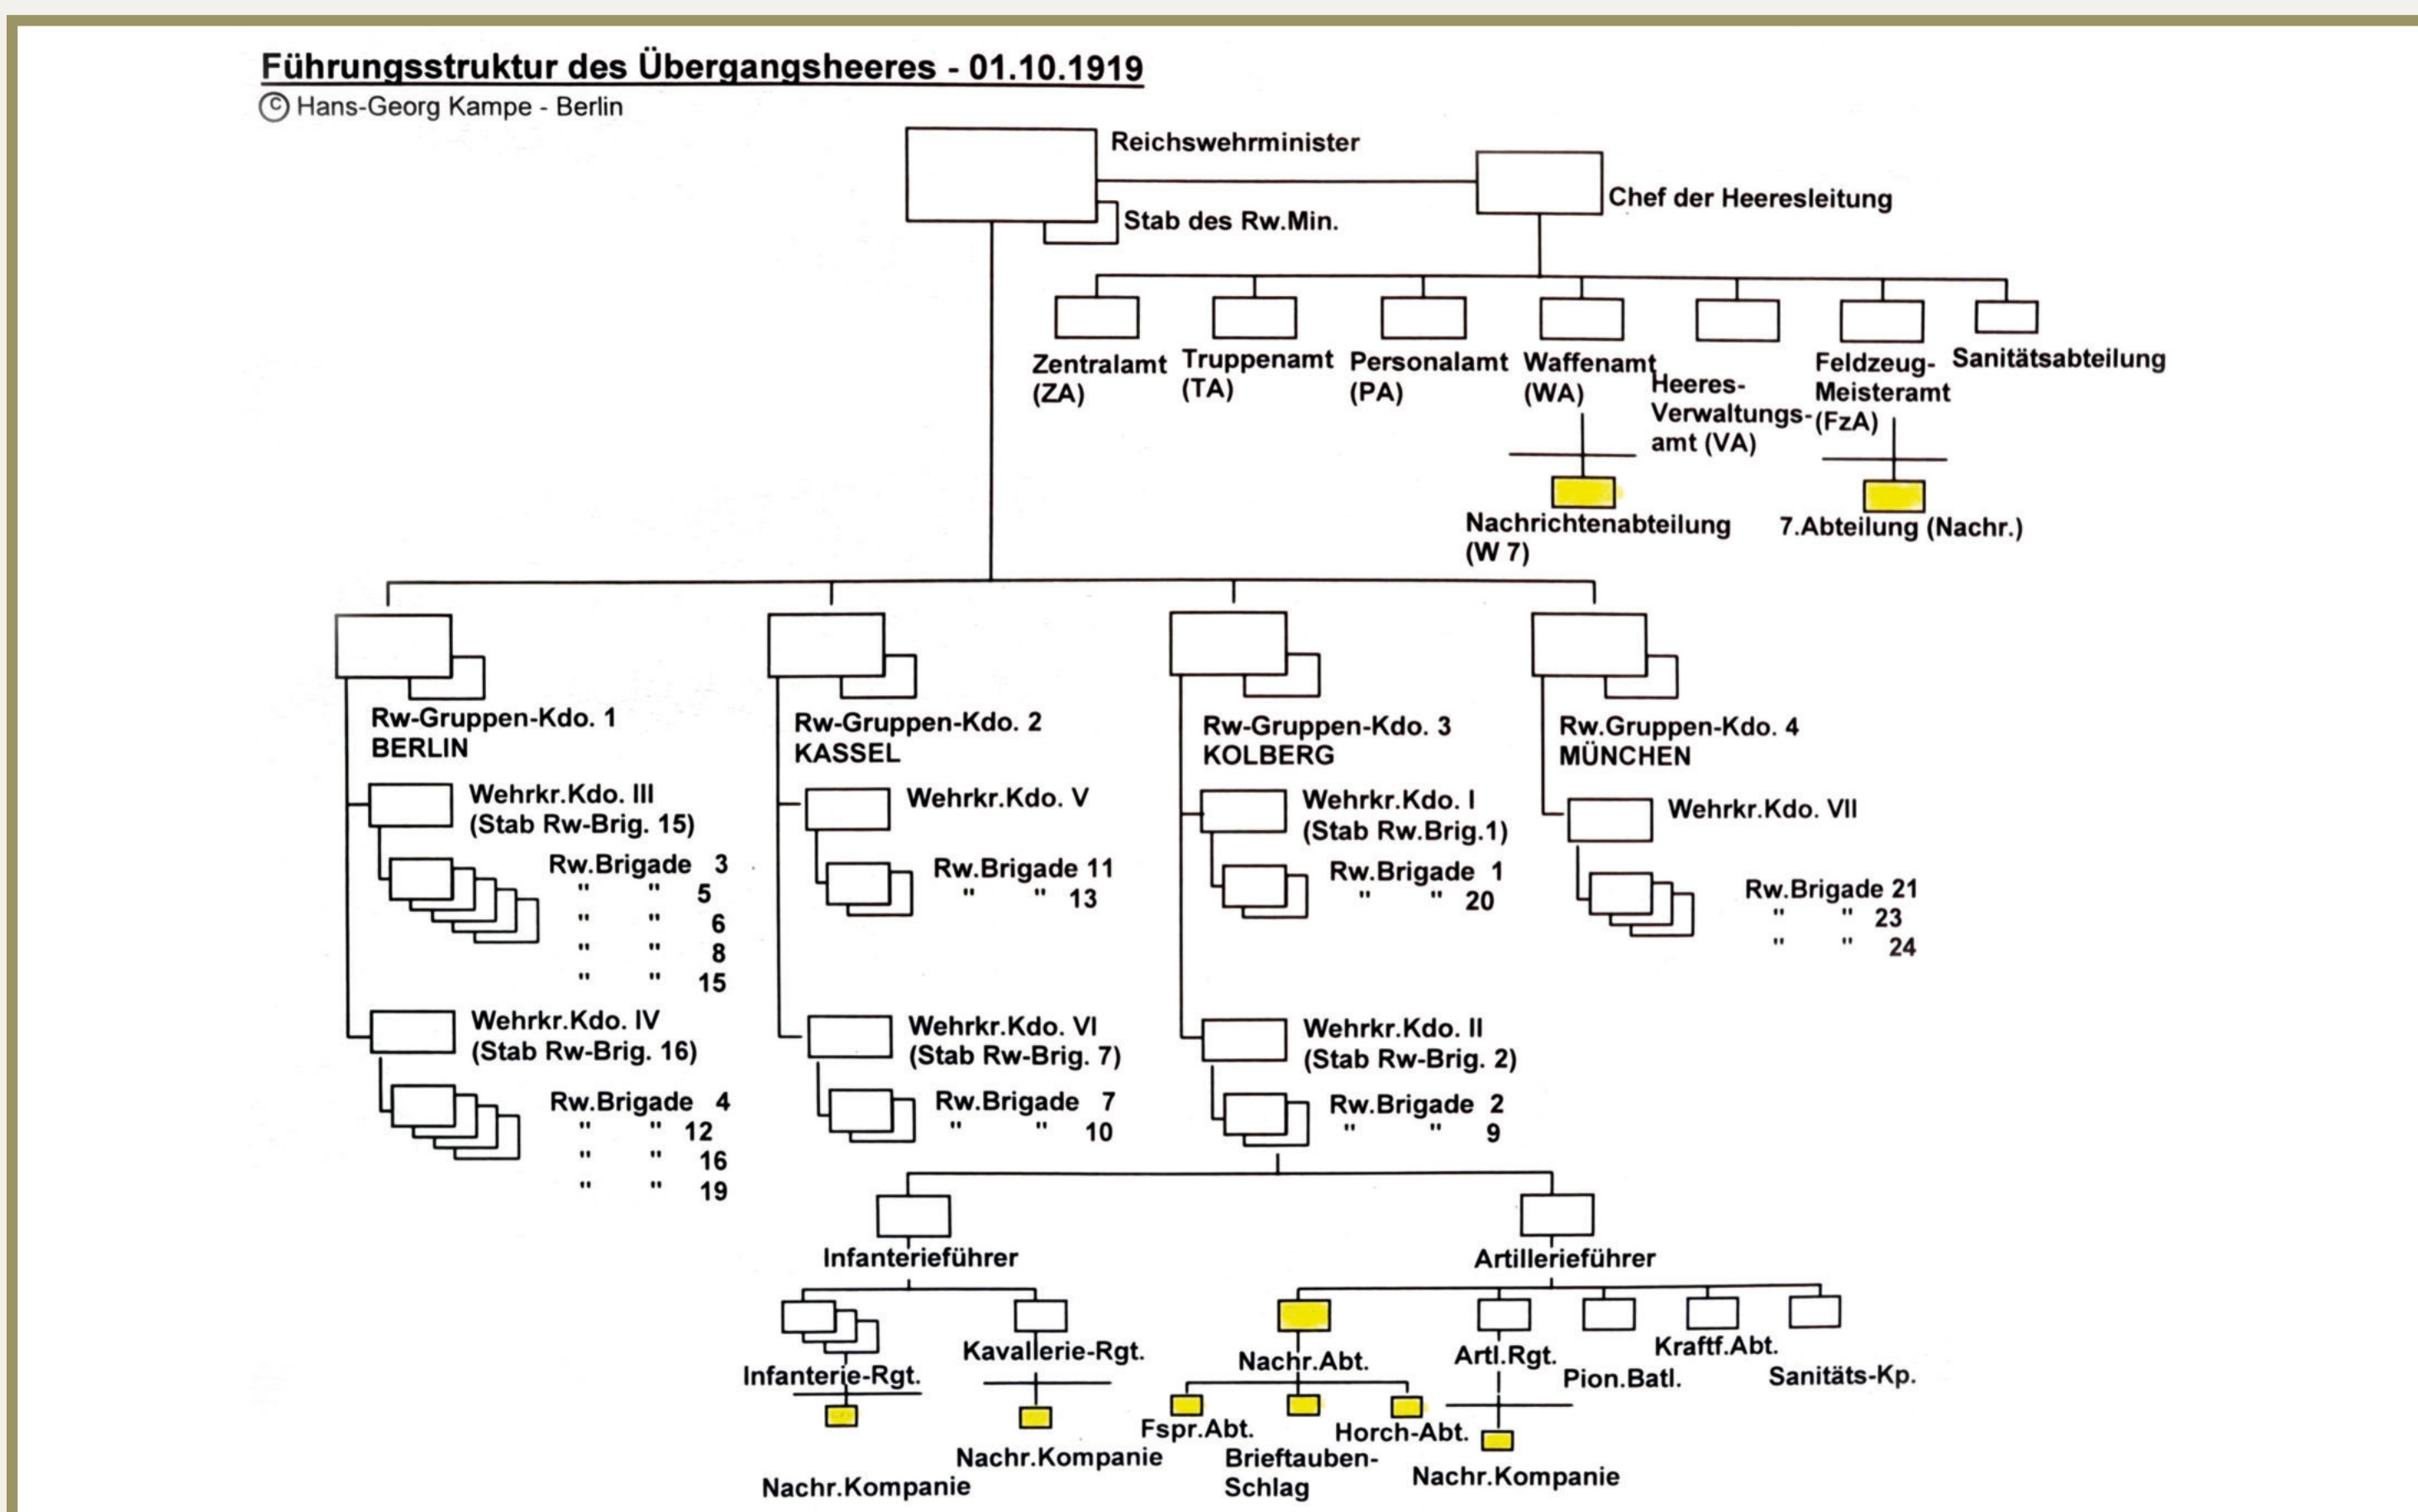 Führungsstruktur des Übergangsheeres - 01.10.1919
© Hans-Georg Kampe - Berlin
Reichswehrminister
Stab des Rw.Min.
Chef der Heeresleitung
Zentralamt
(ZA)
Truppenamt
(TA)
Personalamt
(PA)
Waffenamt
(WA)
Heeres-
Verwaltungs-
amt (VA)
Feldzeug-
Meisteramt
(FzA)
Sanitätsabteilung
Nachrichtenabteilung
(W 7)
7.Abteilung (Nachr.)
Rw-Gruppen-Kdo. 1
BERLIN
Wehrkr.Kdo. III
(Stab Rw-Brig. 15)
Rw.Brigade 3
" " 5
" " 6
" " 8
" " 15
Wehrkr.Kdo. IV
(Stab Rw-Brig. 16)
Rw.Brigade 4
" " 12
" " 16
" " 19
Rw-Gruppen-Kdo. 2
KASSEL
Wehrkr.Kdo. V
Rw.Brigade 11
" " 13
Wehrkr.Kdo. VI
(Stab Rw-Brig. 7)
Rw.Brigade 7
" " 10
Rw-Gruppen-Kdo. 3
KOLBERG
Wehrkr.Kdo. I
(Stab Rw.Brig.1)
Rw.Brigade 1
" " 20
Wehrkr.Kdo. II
(Stab Rw-Brig. 2)
Rw.Brigade 2
" " 9
Rw.Gruppen-Kdo. 4
MÜNCHEN
Wehrkr.Kdo. VII
Rw.Brigade 21
" " 23
" " 24
Infanterieführer
Artillerieführer
Infanterie-Rgt.
Nachr.Kompanie
Kavallerie-Rgt.
Nachr.Kompanie
Nachr.Abt.
Fspr.Abt.
Brieftauben-
Schlag
Horch-Abt.
Artl.Rgt.
Nachr.Kompanie
Pion.Batl.
Kraftf.Abt.
Sanitäts-Kp.